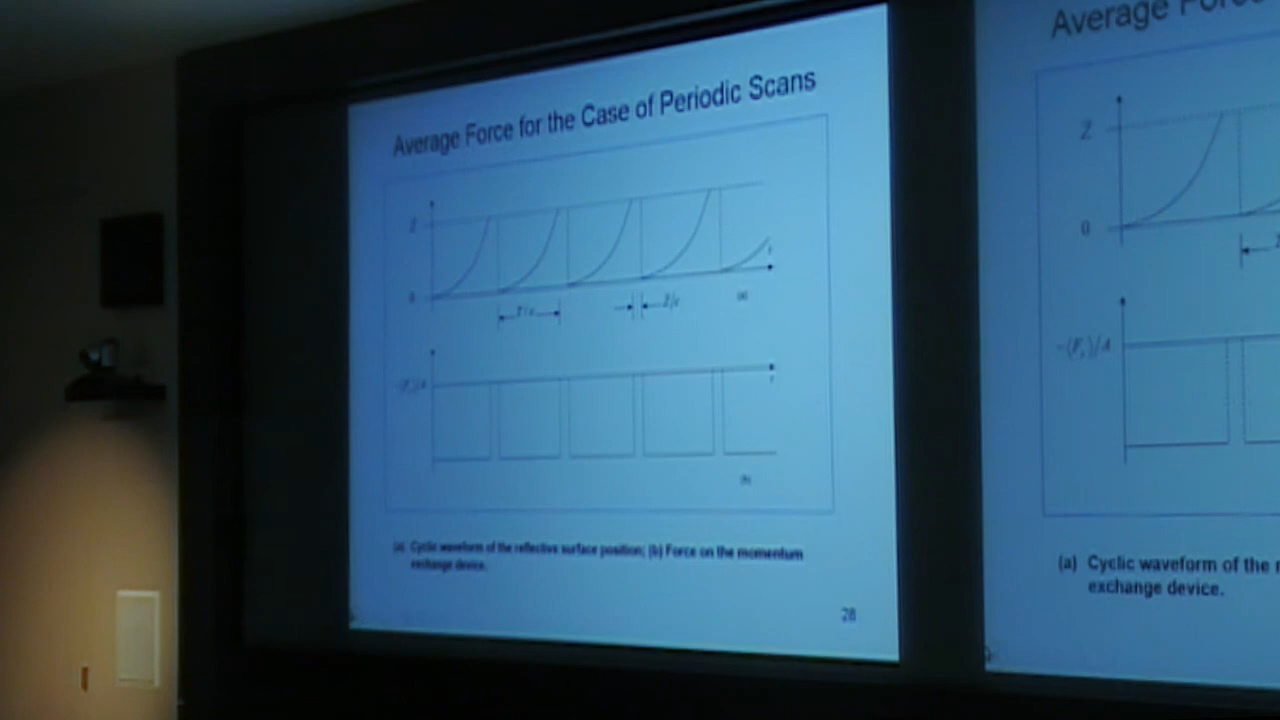 Average Force for the Case of Periodic Scans
Z
0
t
(a)
t
(b)
(a) Cyclic waveform of the reflective surface position; (b) Force on the momentum
exchange device.
28
Average
Z
0
(a) Cyclic waveform of the
exchange device.